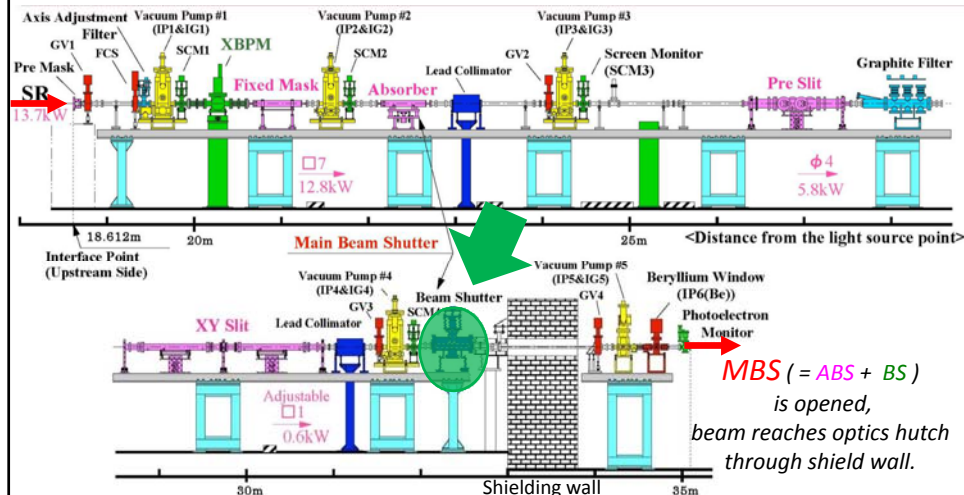 Vacuum Pump #1
(IP1&IG1)
Vacuum Pump #2
(IP2&IG2)
Vacuum Pump #3
(IP3&IG3)
Axis Adjustment
Filter
GV1
FCS
SCM1
XBPM
SCM2
GV2
Screen Monitor
(SCM3)
Pre Mask
Fixed Mask
Absorber
Lead Collimator
Pre Slit
Graphite Filter
SR
13.7kW
□7
12.8kW
ϕ4
5.8kW
18.612m
20m
25m
<Distance from the light source point>
Interface Point
(Upstream Side)
Main Beam Shutter
Vacuum Pump #4
(IP4&IG4)
GV3
Beam Shutter
Vacuum Pump #5
(IP5&IG5)
GV4
Beryllium Window
(IP6(Be))
Photoelectron
Monitor
XY Slit
Lead Collimator
Adjustable
□1
0.6kW
MBS ( = ABS + BS )
is opened,
beam reaches optics hutch
through shield wall.
30m
Shielding wall
35m